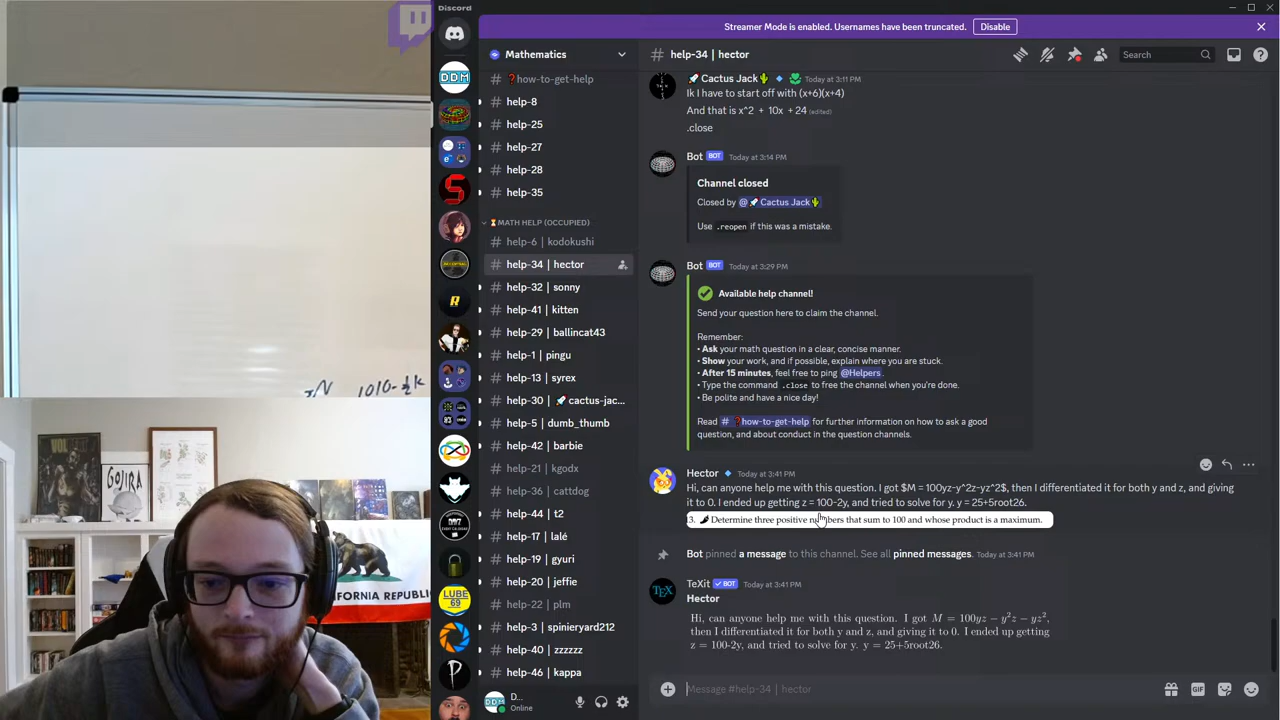 Discord
Streamer Mode is enabled. Usernames have been truncated.
Disable
Mathematics
# help-34 | hector
Search
DDM
S
R
LUBE
69
P
DDM
❓how-to-get-help
help-8
help-25
help-27
help-28
help-35
MATH HELP (OCCUPIED)
help-6 | kodokushi
help-34 | hector
help-32 | sonny
help-41 | kitten
help-29 | ballincat43
help-1 | pingu
help-13 | syrex
help-30 | 🚀cactus-jac...
help-5 | dumb_thumb
help-42 | barbie
help-21 | kgodx
help-36 | cattdog
help-44 | t2
help-17 | lalé
help-19 | gyuri
help-20 | jeffie
help-22 | plm
help-3 | spinieryard212
help-40 | zzzzzz
help-46 | kappa
D...
Online
🚀 Cactus Jack🌵 Today at 3:11 PM
Ik I have to start off with (x+6)(x+4)
And that is x^2 + 10x + 24 (edited)
.close
Bot BOT Today at 3:14 PM
Channel closed
Closed by @🚀Cactus Jack🌵
Use .reopen if this was a mistake.
Bot BOT Today at 3:29 PM
Available help channel!
Send your question here to claim the channel.
Remember:
• Ask your math question in a clear, concise manner.
• Show your work, and if possible, explain where you are stuck.
• After 15 minutes, feel free to ping @Helpers.
• Type the command .close to free the channel when you're done.
• Be polite and have a nice day!
Read # ❓how-to-get-help for further information on how to ask a good
question, and about conduct in the question channels.
Hector Today at 3:41 PM
Hi, can anyone help me with this question. I got $M = 100yz-y^2z-yz^2$, then I differentiated it for both y and z, and giving
it to 0. I ended up getting z = 100-2y, and tried to solve for y. y = 25+5root26.
3. Determine three positive numbers that sum to 100 and whose product is a maximum.
Bot pinned a message to this channel. See all pinned messages. Today at 3:41 PM
TeXit ✓BOT Today at 3:41 PM
Hector
Hi, can anyone help me with this question. I got M = 100yz − y²z − yz²,
then I differentiated it for both y and z, and giving it to 0. I ended up getting
z = 100-2y, and tried to solve for y. y = 25+5root26.
Message #help-34 | hector
GIF
1010-½k
VOL
GOJIRA
CALIFORNIA REPUBLIC